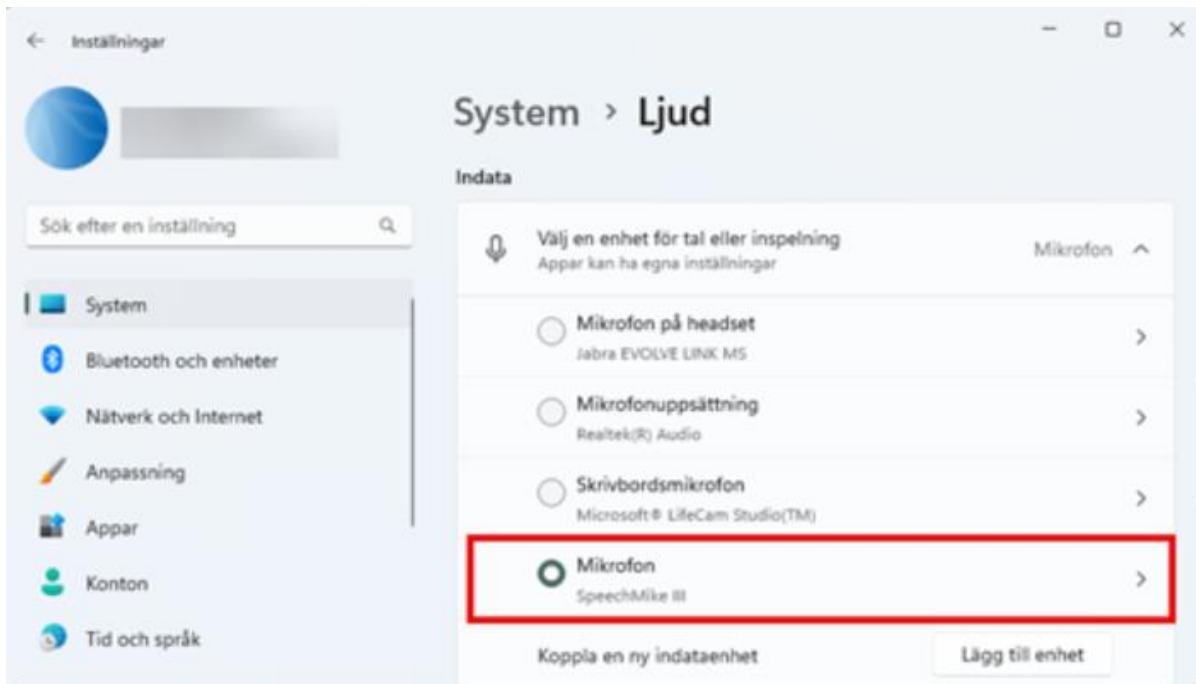 Inställningar
System > Ljud
Indata
Sök efter en inställning
System
Bluetooth och enheter
Nätverk och Internet
Anpassning
Appar
Konton
Tid och språk
Välj en enhet för tal eller inspelning
Appar kan ha egna inställningar
Mikrofon
Mikrofon på headset
Jabra EVOLVE LINK MS
Mikrofonuppsättning
Realtek(R) Audio
Skrivbordsmikrofon
Microsoft® LifeCam Studio(TM)
Mikrofon
SpeechMike III
Koppla en ny indataenhet
Lägg till enhet